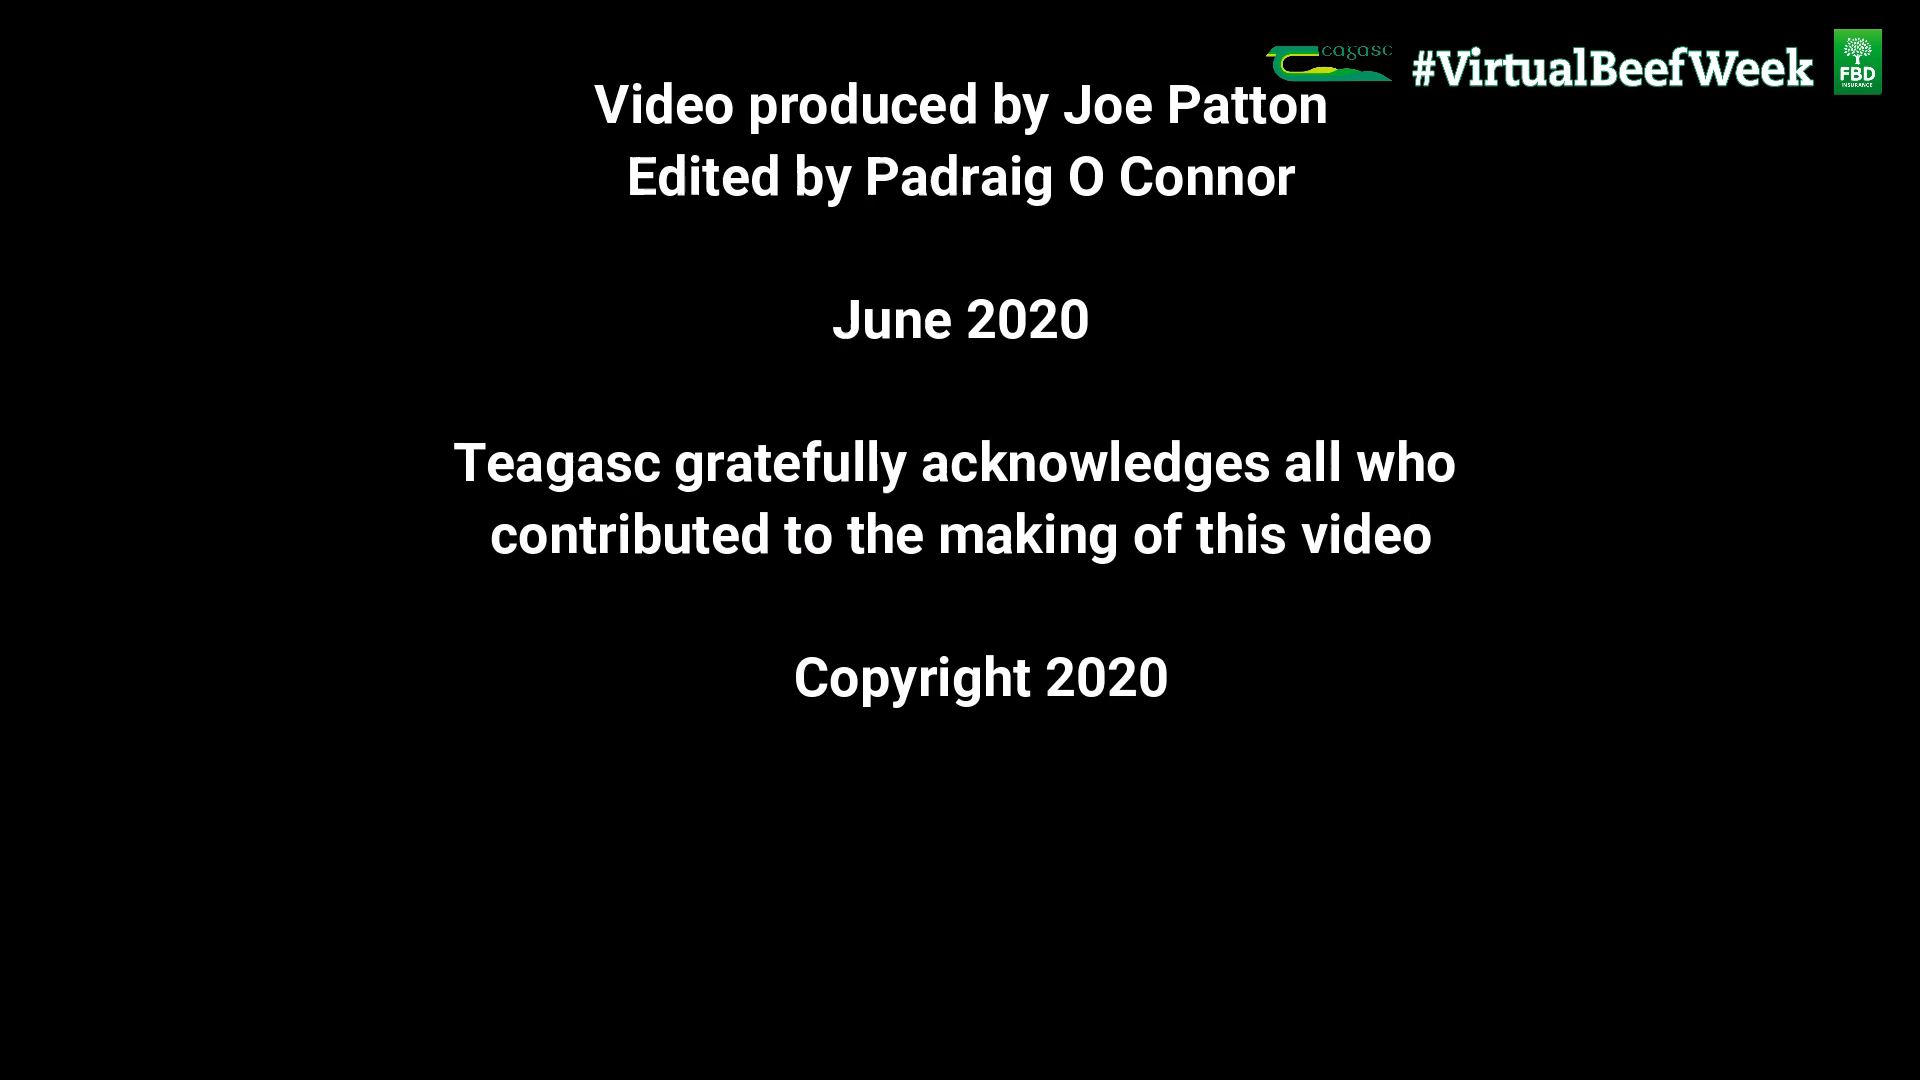 Teagasc
#VirtualBeefWeek
FBD
INSURANCE
Video produced by Joe Patton
Edited by Padraig O Connor
June 2020
Teagasc gratefully acknowledges all who
contributed to the making of this video
Copyright 2020